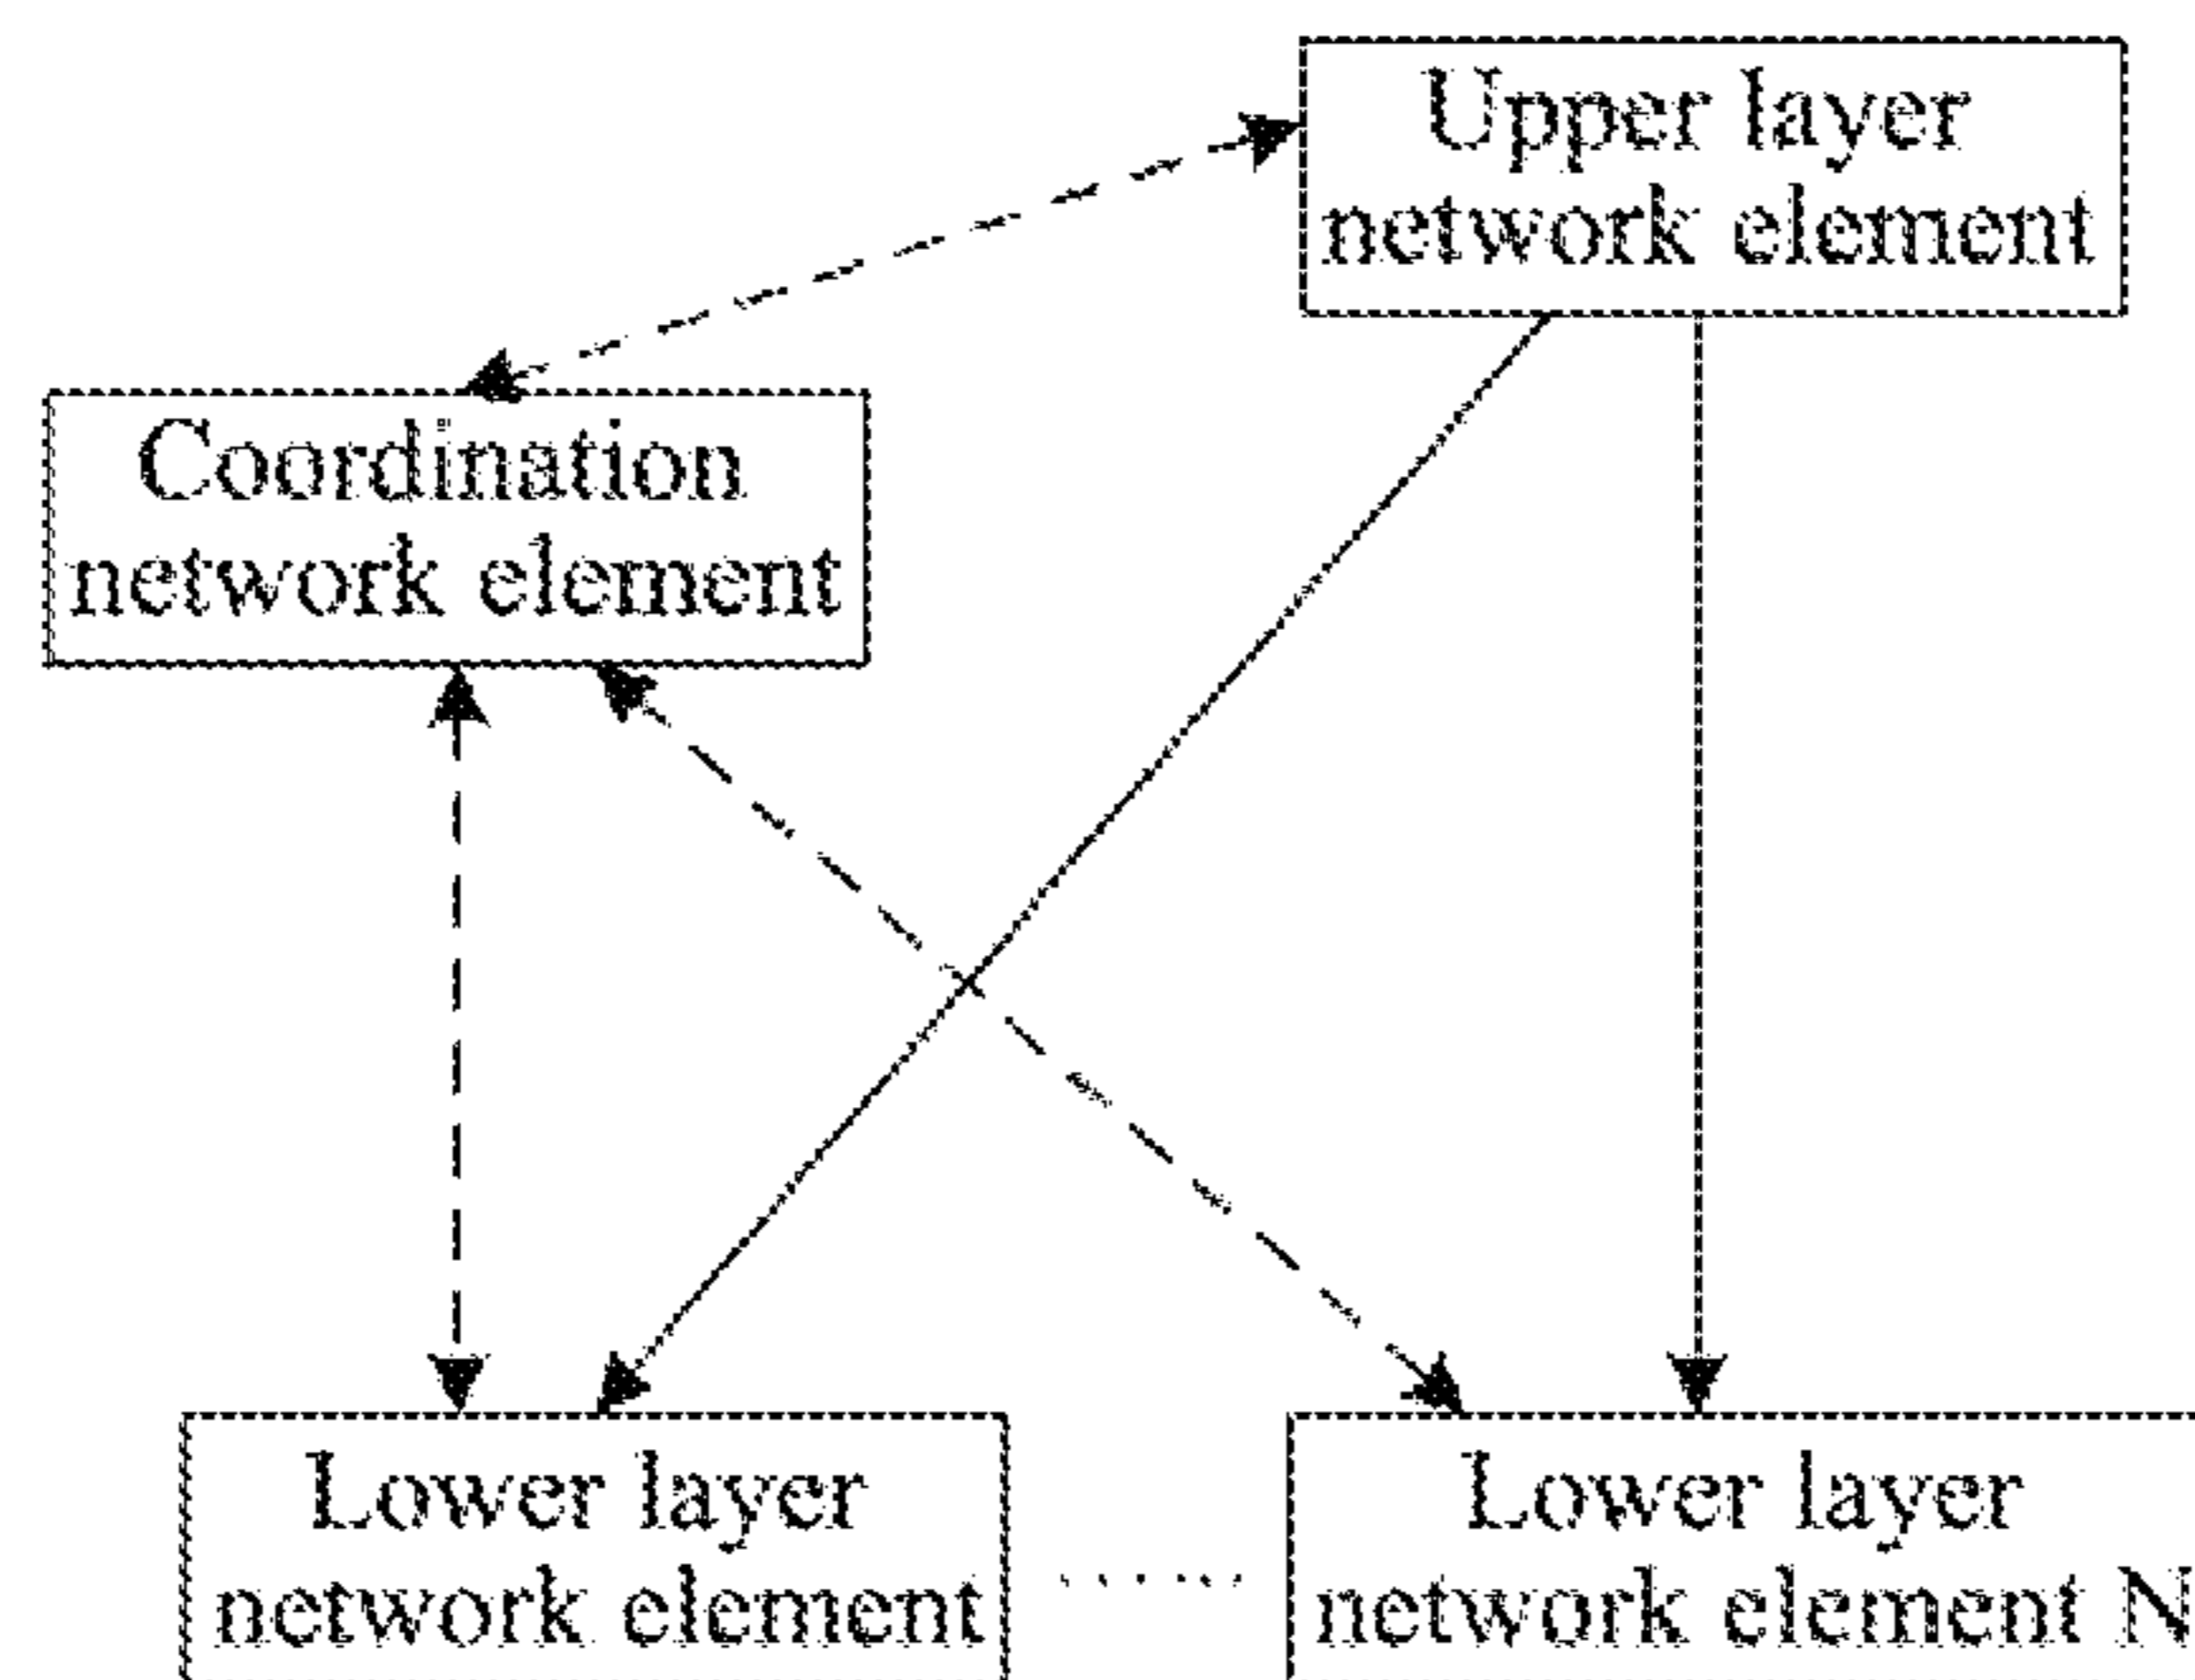 Upper layer
network element
Coordination
network element
Lower layer
network element
......
Lower layer
network element N